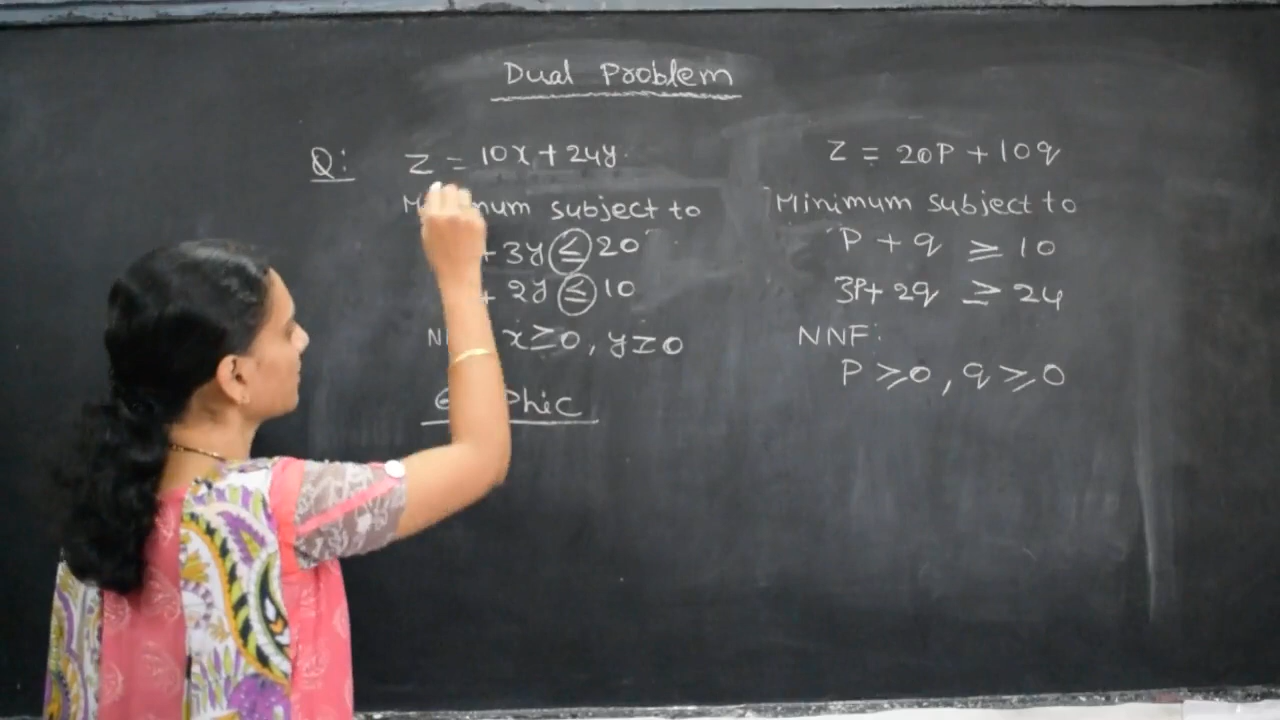 Dual Problem
Q: Z = 10x + 24y
num subject to
+ 3y ≤ 20
+ 2y ≤ 10
x ≥ 0, y ≥ 0
phic
Z = 20P + 10q
Minimum subject to
P + q ≥ 10
3P + 2q ≥ 24
NNF:
P ≥ 0, q ≥ 0